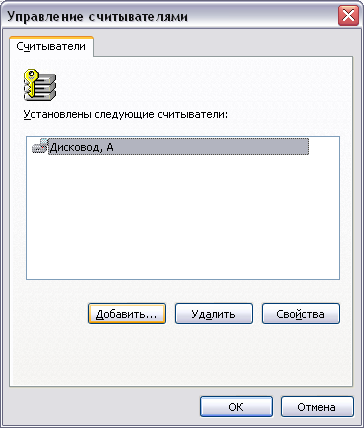 Управление считывателями
Считыватели
Установлены следующие считыватели:
Дисковод, А
Добавить...
Удалить
Свойства
ОК
Отмена